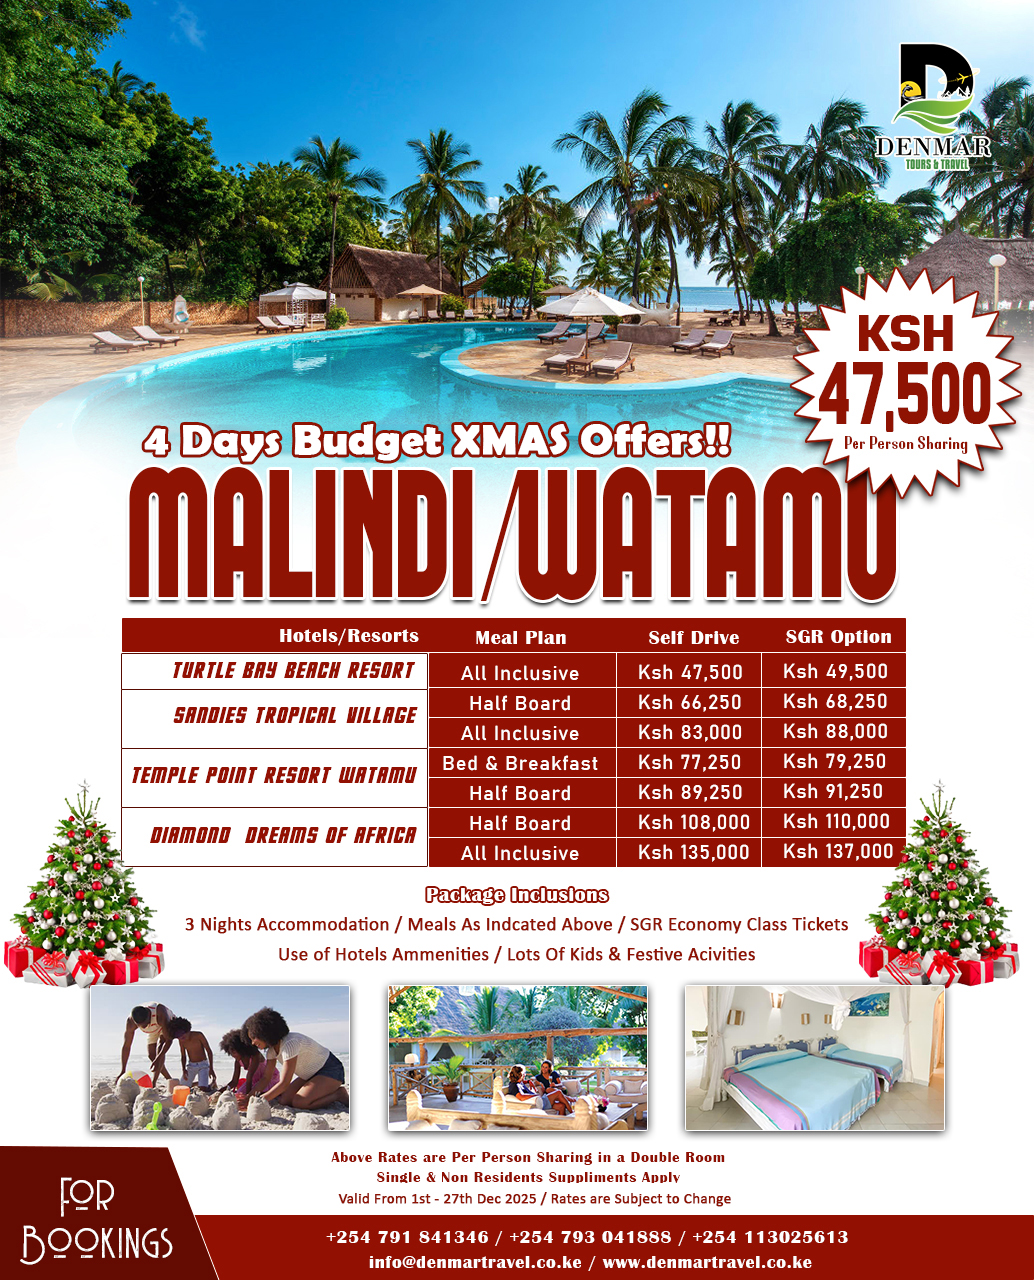 DENMAR
TOURS & TRAVEL
KSH
47,500
Per Person Sharing
4 Days Budget XMAS Offers!!
MALINDI/WATAMU
Hotels/Resorts Meal Plan Self Drive SGR Option
TURTLE BAY BEACH RESORT All Inclusive Ksh 47,500 Ksh 49,500
SANDIES TROPICAL VILLAGE Half Board Ksh 66,250 Ksh 68,250
All Inclusive Ksh 83,000 Ksh 88,000
TEMPLE POINT RESORT WATAMU Bed & Breakfast Ksh 77,250 Ksh 79,250
Half Board Ksh 89,250 Ksh 91,250
DIAMOND DREAMS OF AFRICA Half Board Ksh 108,000 Ksh 110,000
All Inclusive Ksh 135,000 Ksh 137,000
Package Inclusions
3 Nights Accommodation / Meals As Indcated Above / SGR Economy Class Tickets
Use of Hotels Ammenities / Lots Of Kids & Festive Acivities
Above Rates are Per Person Sharing in a Double Room
Single & Non Residents Suppliments Apply
Valid From 1st - 27th Dec 2025 / Rates are Subject to Change
For
Bookings
+254 791 841346 / +254 793 041888 / +254 113025613
info@denmartravel.co.ke / www.denmartravel.co.ke